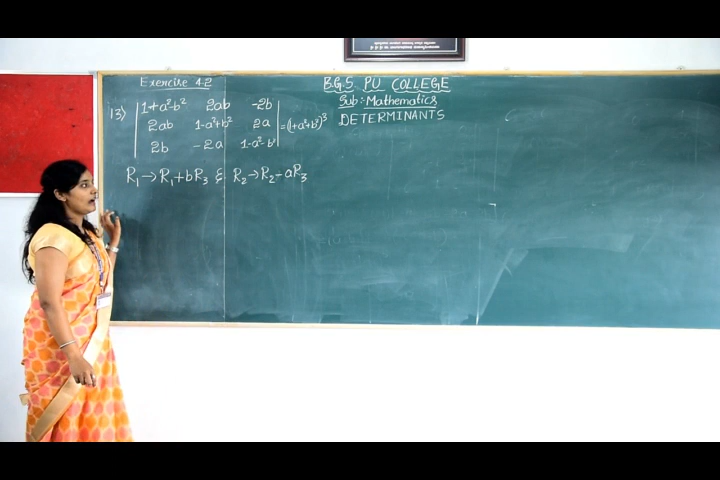 Exercise 4.2
B.G.S. PU COLLEGE
Sub: Mathematics
DETERMINANTS
13) | 1+a²-b² 2ab -2b |
| 2ab 1-a²+b² 2a | = (1+a²+b²)³
| 2b -2a 1-a²-b² |
R₁→R₁+bR₃ & R₂→R₂-aR₃